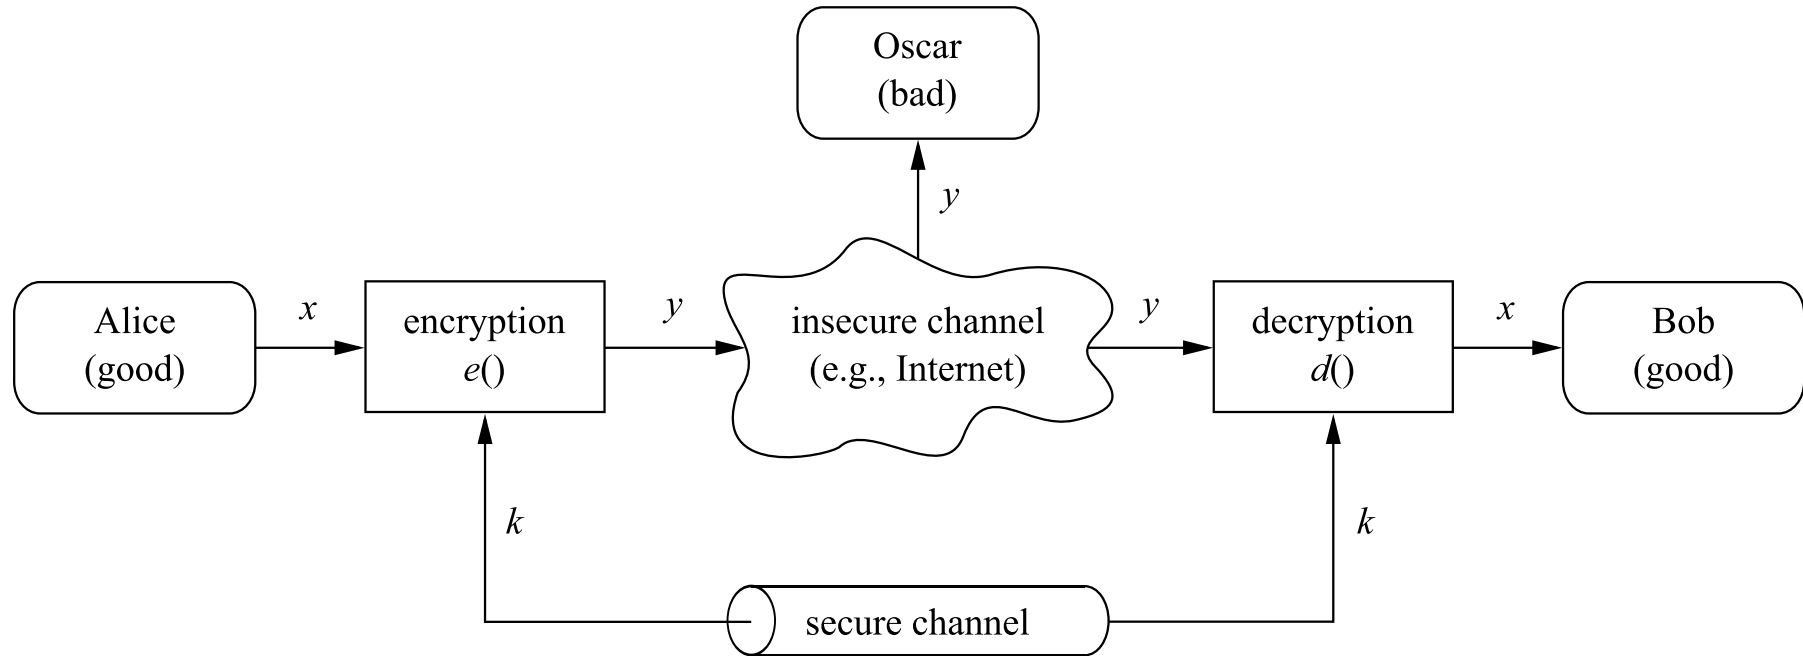 Oscar
(bad)
y
Alice
(good)
x
encryption
e()
y
insecure channel
(e.g., Internet)
y
decryption
d()
x
Bob
(good)
k
k
secure channel